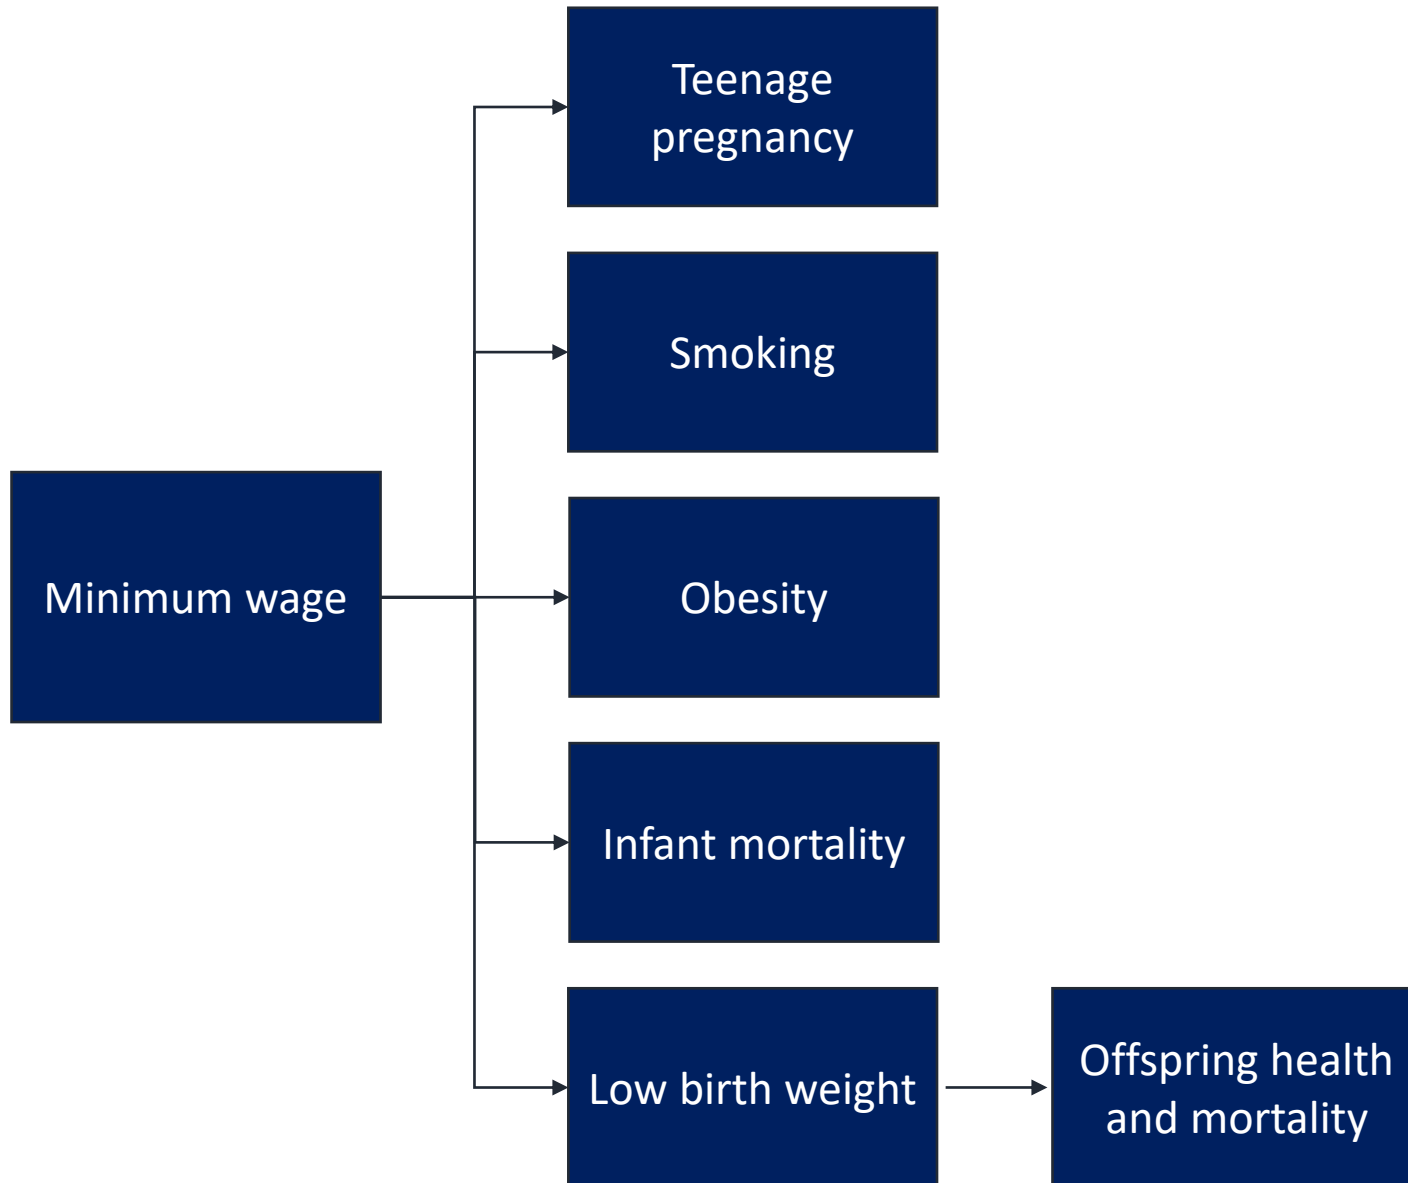 Teenage
pregnancy
Smoking
Minimum wage
Obesity
Infant mortality
Low birth weight
Offspring health
and mortality